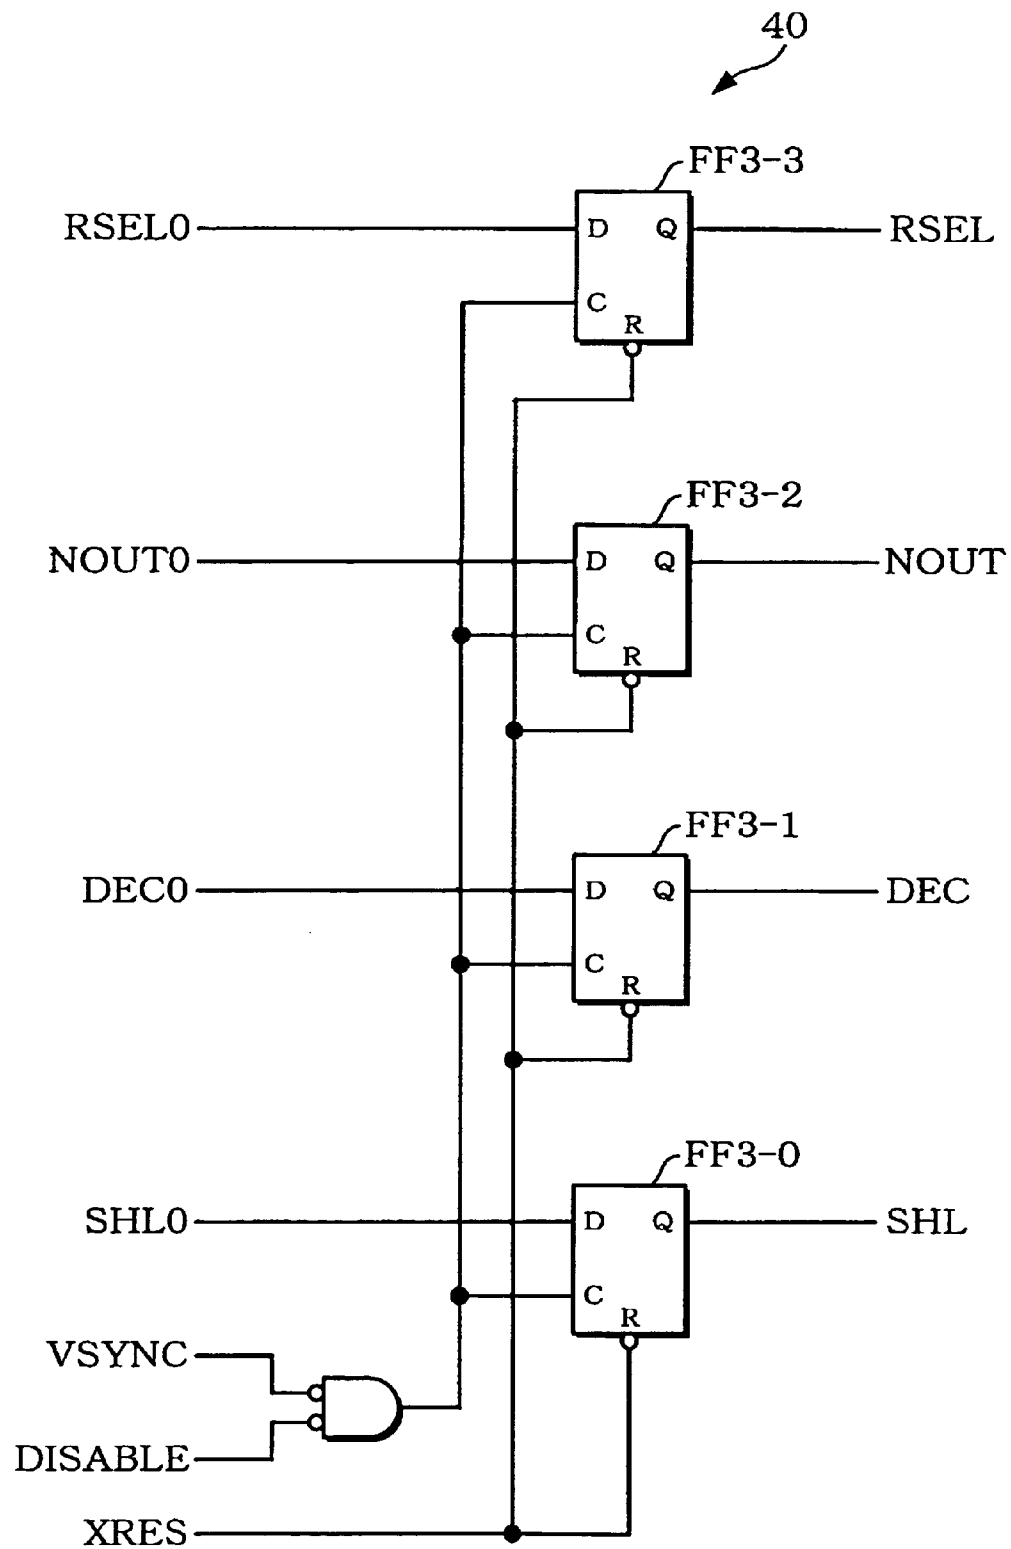 40
FF3-3
RSEL0
D
Q
RSEL
C
R
FF3-2
NOUT0
D
Q
NOUT
C
R
FF3-1
DEC0
D
Q
DEC
C
R
FF3-0
SHL0
D
Q
SHL
C
R
VSYNC
DISABLE
XRES